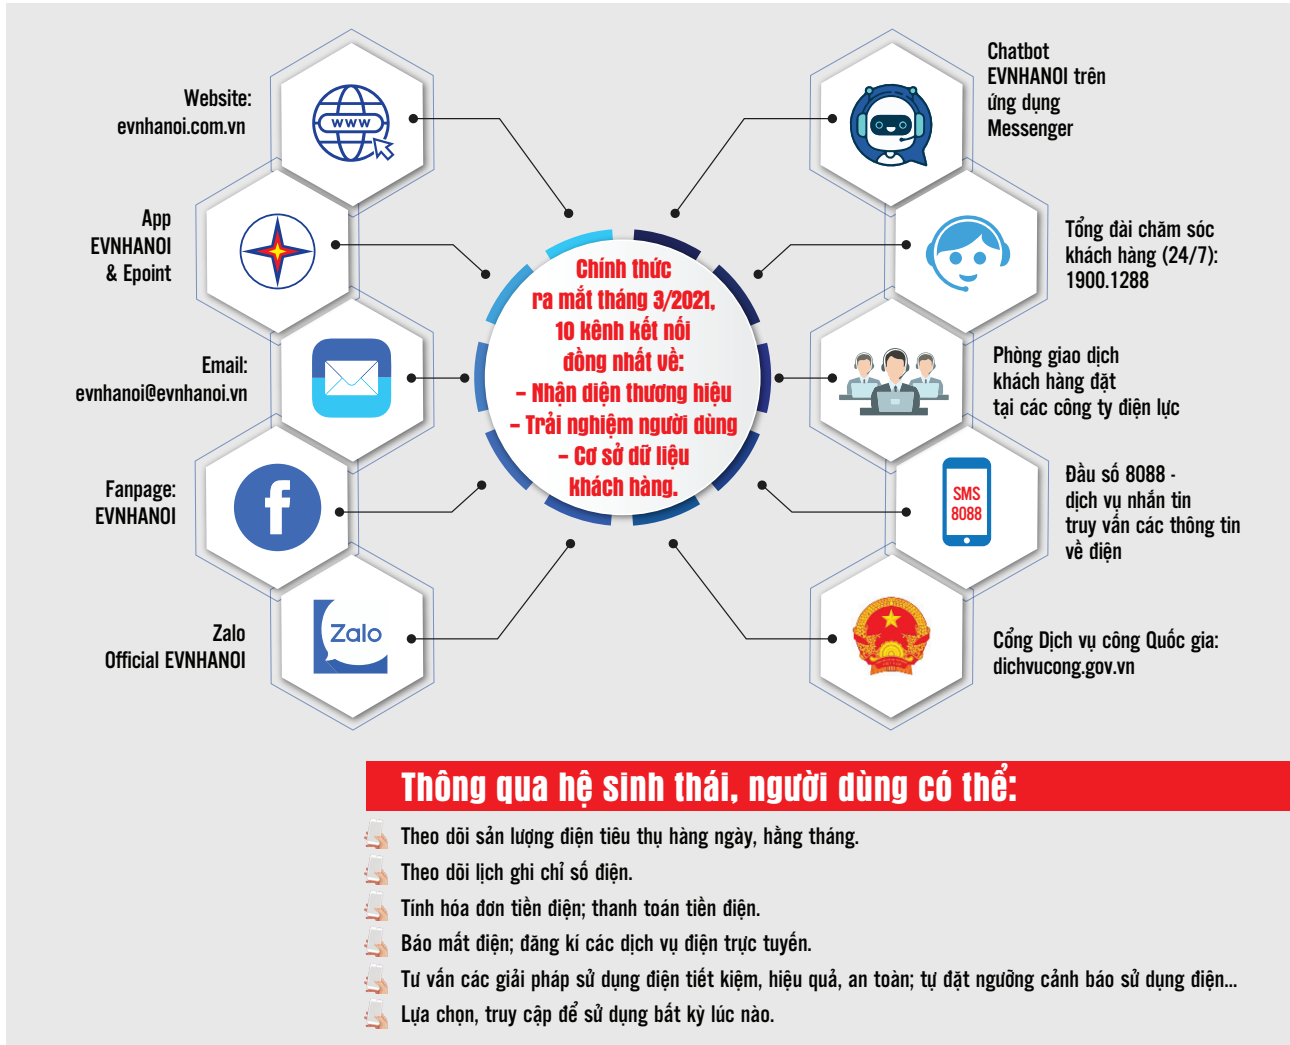 Website:
evnhanoi.com.vn
WWW
App
EVNHANOI
& Epoint
Email:
evnhanoi@evnhanoi.vn
Fanpage:
EVNHANOI
f
Zalo
Official EVNHANOI
Zalo
Chính thức
ra mắt tháng 3/2021,
10 kênh kết nối
đồng nhất về:
– Nhận diện thương hiệu
– Trải nghiệm người dùng
– Cơ sở dữ liệu
khách hàng.
Chatbot
EVNHANOI trên
ứng dụng
Messenger
Tổng đài chăm sóc
khách hàng (24/7):
1900.1288
Phòng giao dịch
khách hàng đặt
tại các công ty điện lực
SMS
8088
Đầu số 8088 -
dịch vụ nhắn tin
truy vấn các thông tin
về điện
Cổng Dịch vụ công Quốc gia:
dichvucong.gov.vn
Thông qua hệ sinh thái, người dùng có thể:
Theo dõi sản lượng điện tiêu thụ hàng ngày, hằng tháng.
Theo dõi lịch ghi chỉ số điện.
Tính hóa đơn tiền điện; thanh toán tiền điện.
Báo mất điện; đăng kí các dịch vụ điện trực tuyến.
Tư vấn các giải pháp sử dụng điện tiết kiệm, hiệu quả, an toàn; tự đặt ngưỡng cảnh báo sử dụng điện...
Lựa chọn, truy cập để sử dụng bất kỳ lúc nào.